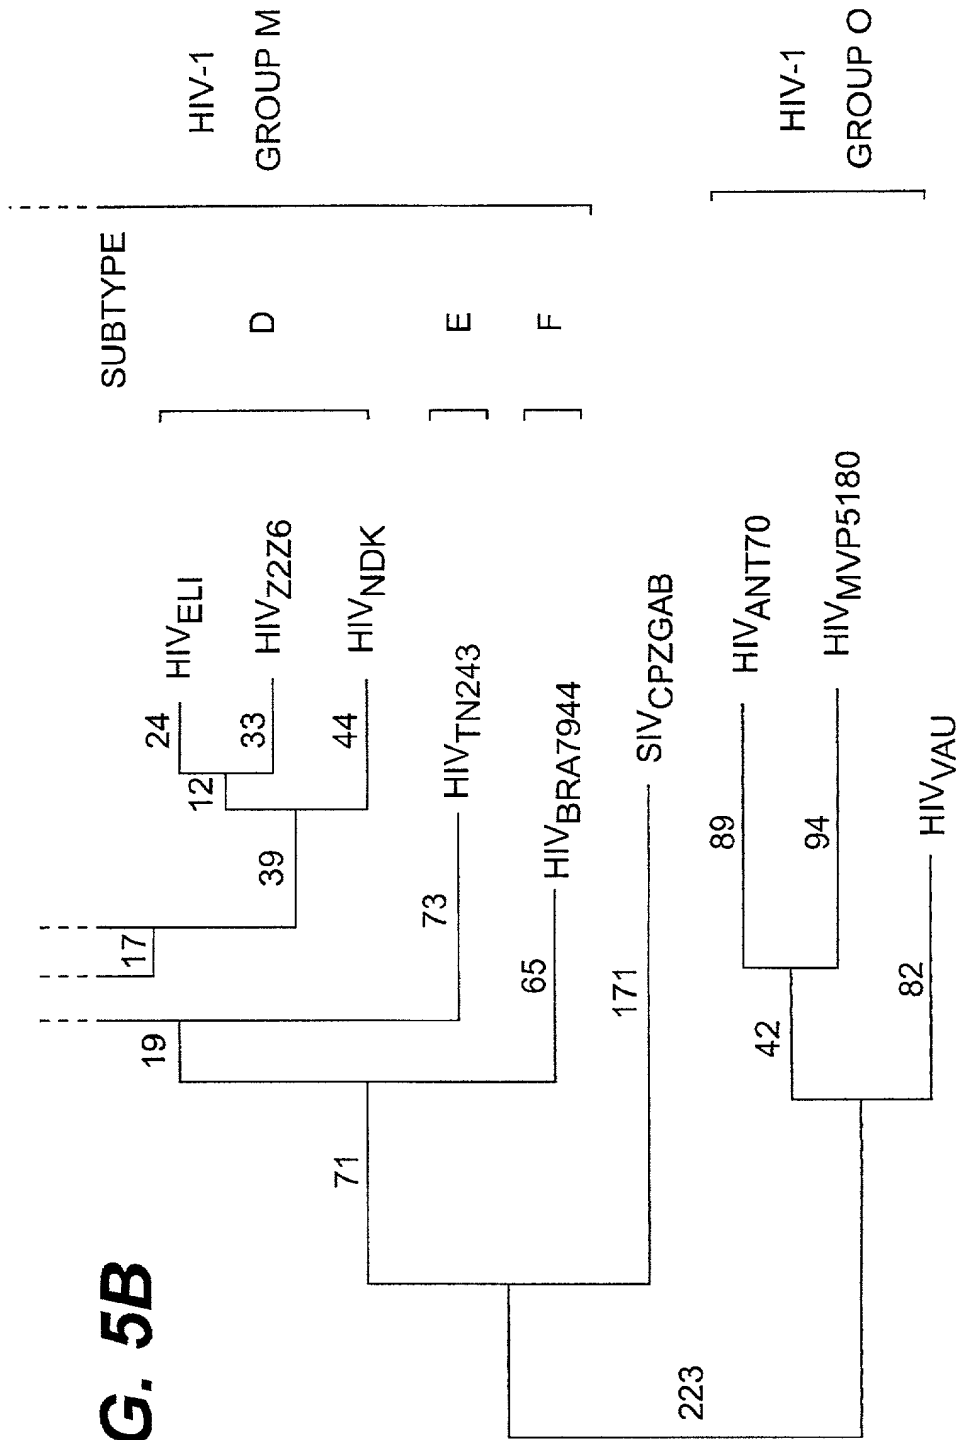 G. 5B
SUBTYPE
HIV-1
GROUP M
D
E
F
HIV-1
GROUP O
24
HIVELI
12
33
HIVZ2Z6
44
HIVNDK
39
17
19
73
HIVTN243
65
HIVBRA7944
71
171
SIVCPZGAB
223
42
89
HIVANT70
94
HIVMVP5180
82
HIVVAU